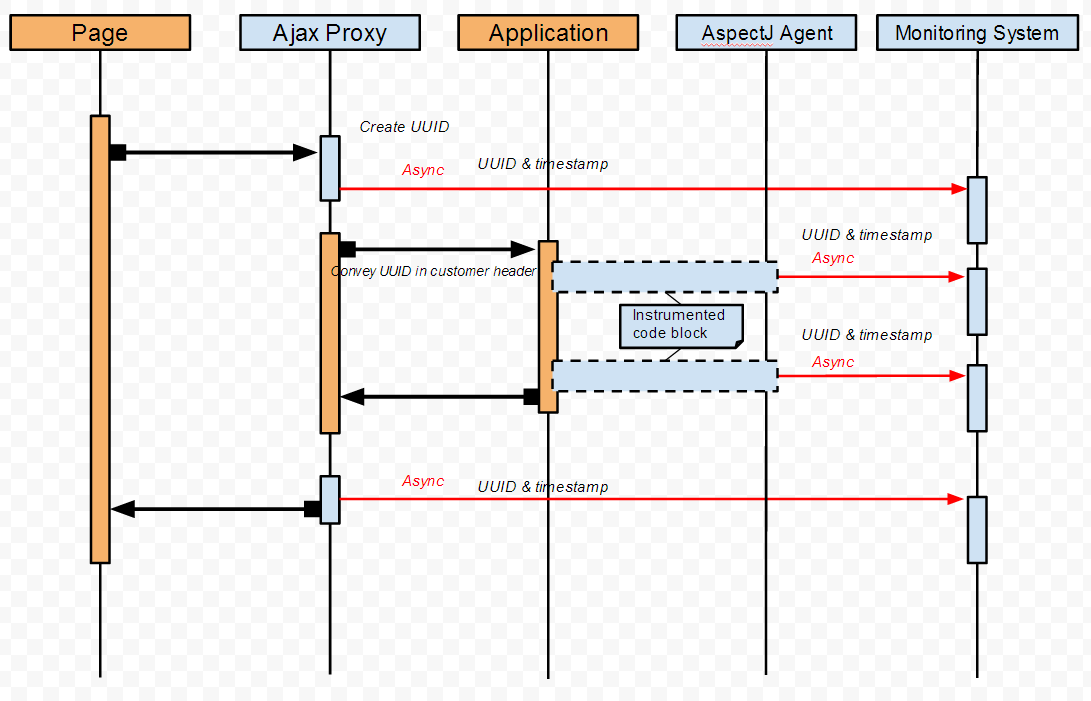 Page
Ajax Proxy
Application
AspectJ Agent
Monitoring System
Create UUID
Async
UUID & timestamp
UUID & timestamp
Async
Convey UUID in customer header
Instrumented
code block
UUID & timestamp
Async
Async
UUID & timestamp